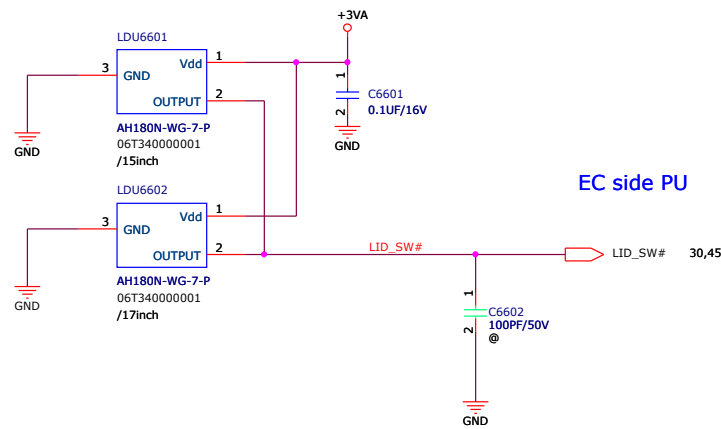 +3VA
LDU6601
3
GND
Vdd
1
OUTPUT
2
1
2
C6601
0.1UF/16V
AH180N-WG-7-P
06T340000001
/15inch
GND
GND
LDU6602
EC side PU
3
GND
Vdd
1
OUTPUT
2
LID_SW#
LID_SW#
30,45
AH180N-WG-7-P
06T340000001
/17inch
GND
1
2
C6602
100PF/50V
@
GND